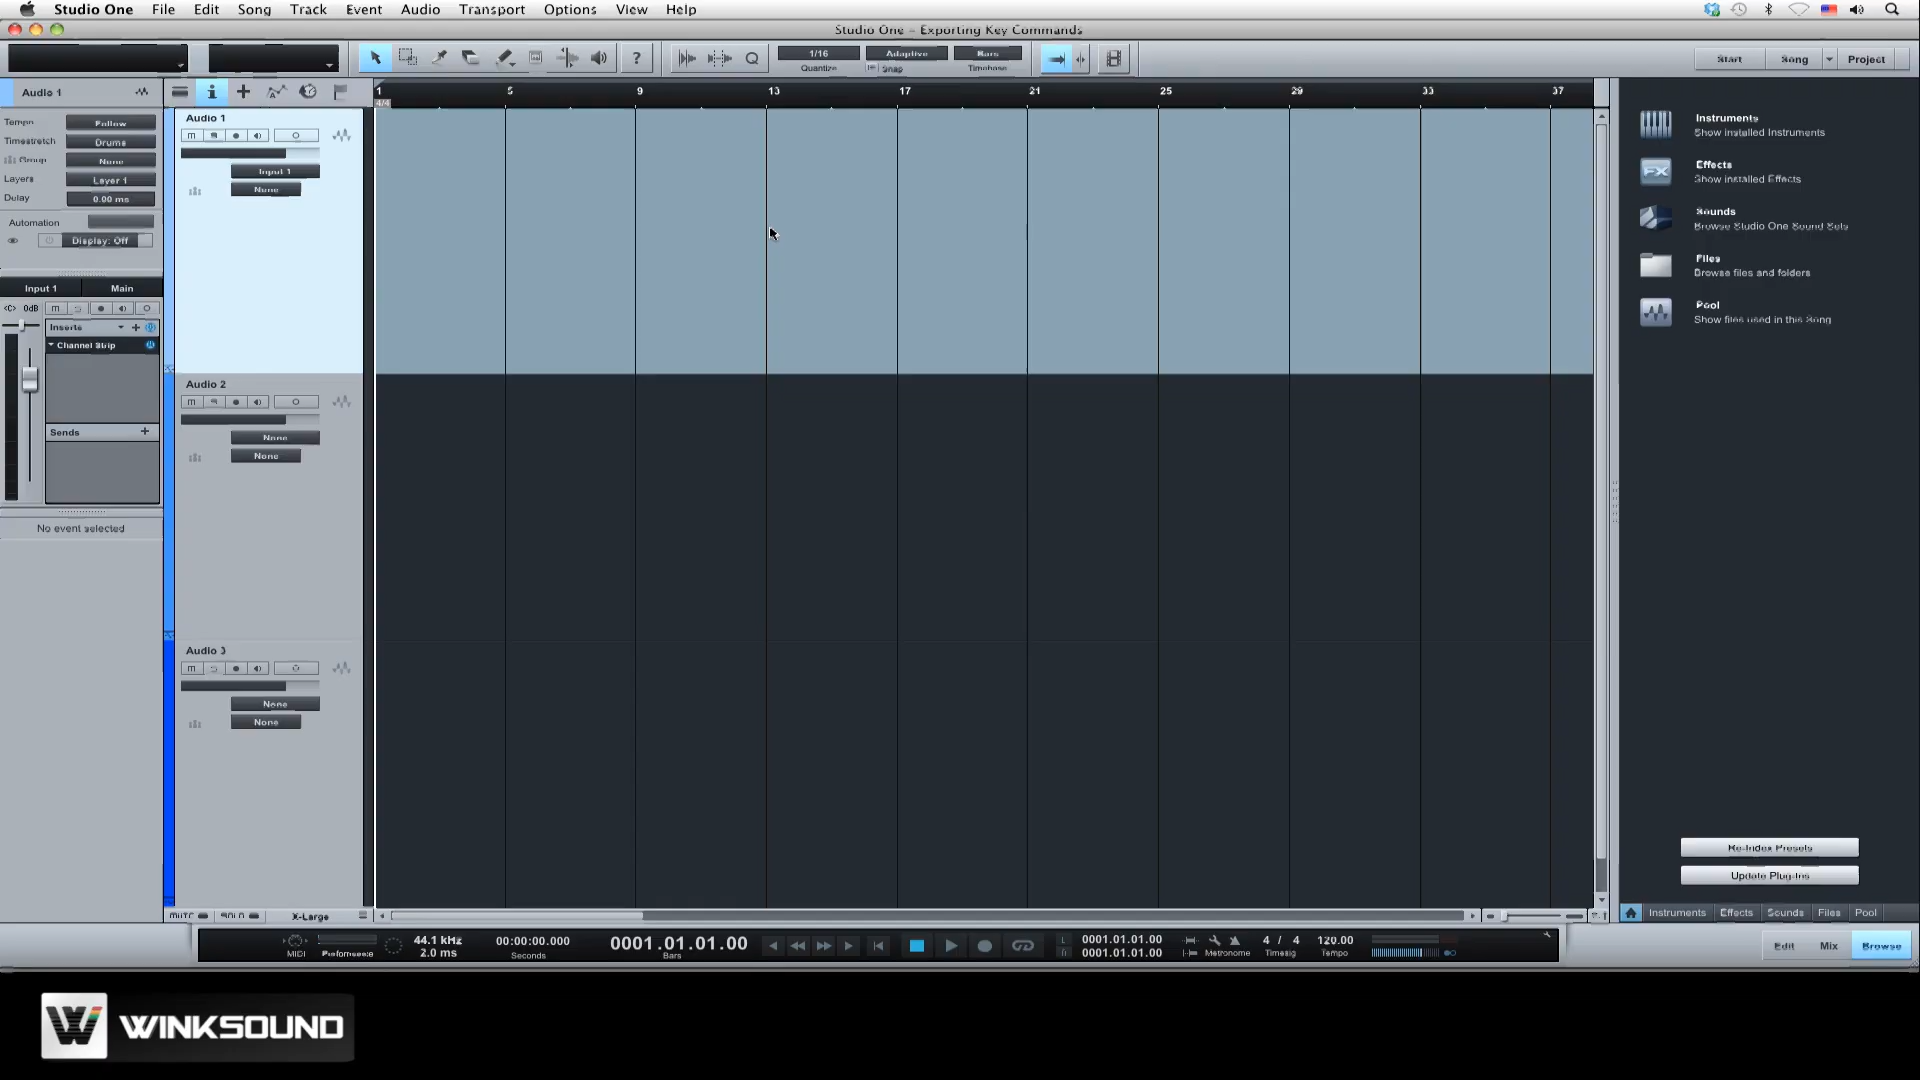 Studio One File Edit Song Track Event Audio Transport Options View Help
Studio One - Exporting Key Commands
1/16 Adaptive Bars
Quantize Snap Timebase
Start Song Project
Audio 1
1 5 9 13 17 21 25 29 33 37
4/4
Tempo Follow
Timestretch Drums
Group None
Layers Layer 1
Delay 0.00 ms
Automation
Display: Off
Input 1 Main
<C> 0dB
Inserts
Channel Strip
Sends
No event selected
Audio 1
Input 1
None
Audio 2
None
None
Audio 3
None
None
MUTE SOLO X-Large
Instruments
Show installed Instruments
Effects
Show installed Effects
FX
Sounds
Browse Studio One Sound Sets
Files
Browse files and folders
Pool
Show files used in this Song
Re-Index Presets
Update Plug-Ins
Instruments Effects Sounds Files Pool
MIDI Performance
44.1 kHz
2.0 ms
00:00:00.000
Seconds
0001.01.01.00
Bars
L 0001.01.01.00
R 0001.01.01.00
Metronome
4 / 4
Timesig
120.00
Tempo
Edit Mix Browse
W WINKSOUND